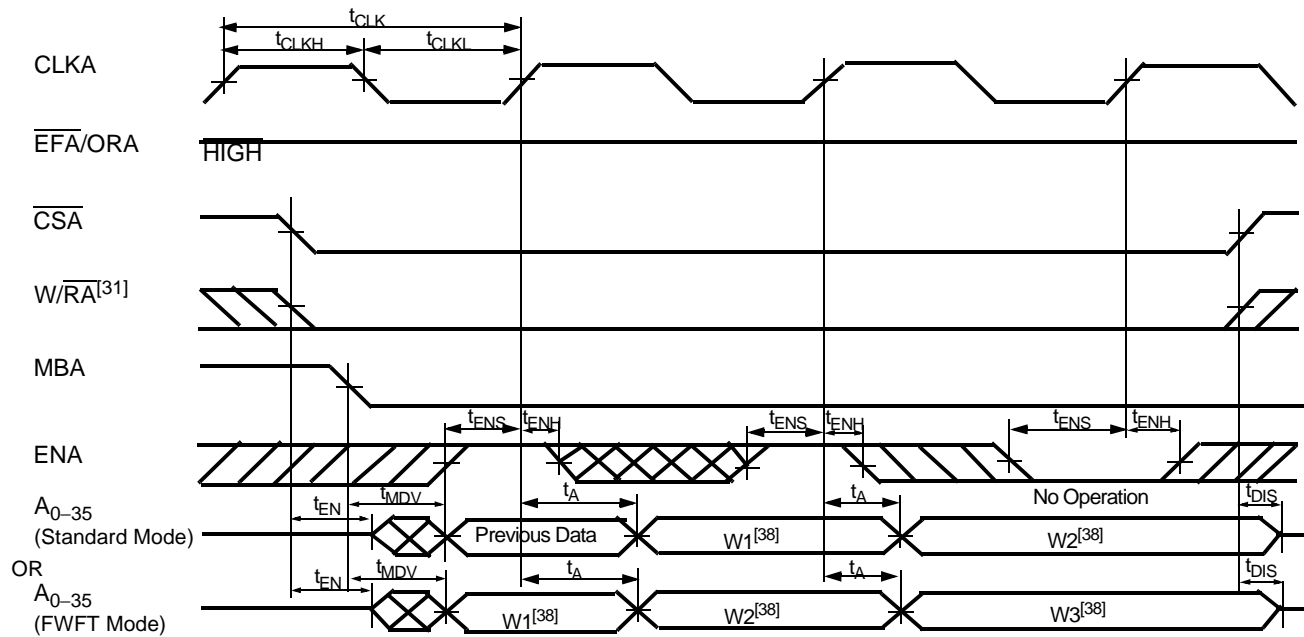 tCLK
tCLKH tCLKL
CLKA
EFA/ORA HIGH
CSA
W/RA[31]
MBA
tENS tENH tENS tENH tENS tENH
ENA
tEN tMDV tA tA No Operation tDIS
A0–35
(Standard Mode) Previous Data W1[38] W2[38]
OR
tEN tMDV tA tA tDIS
A0–35
(FWFT Mode) W1[38] W2[38] W3[38]